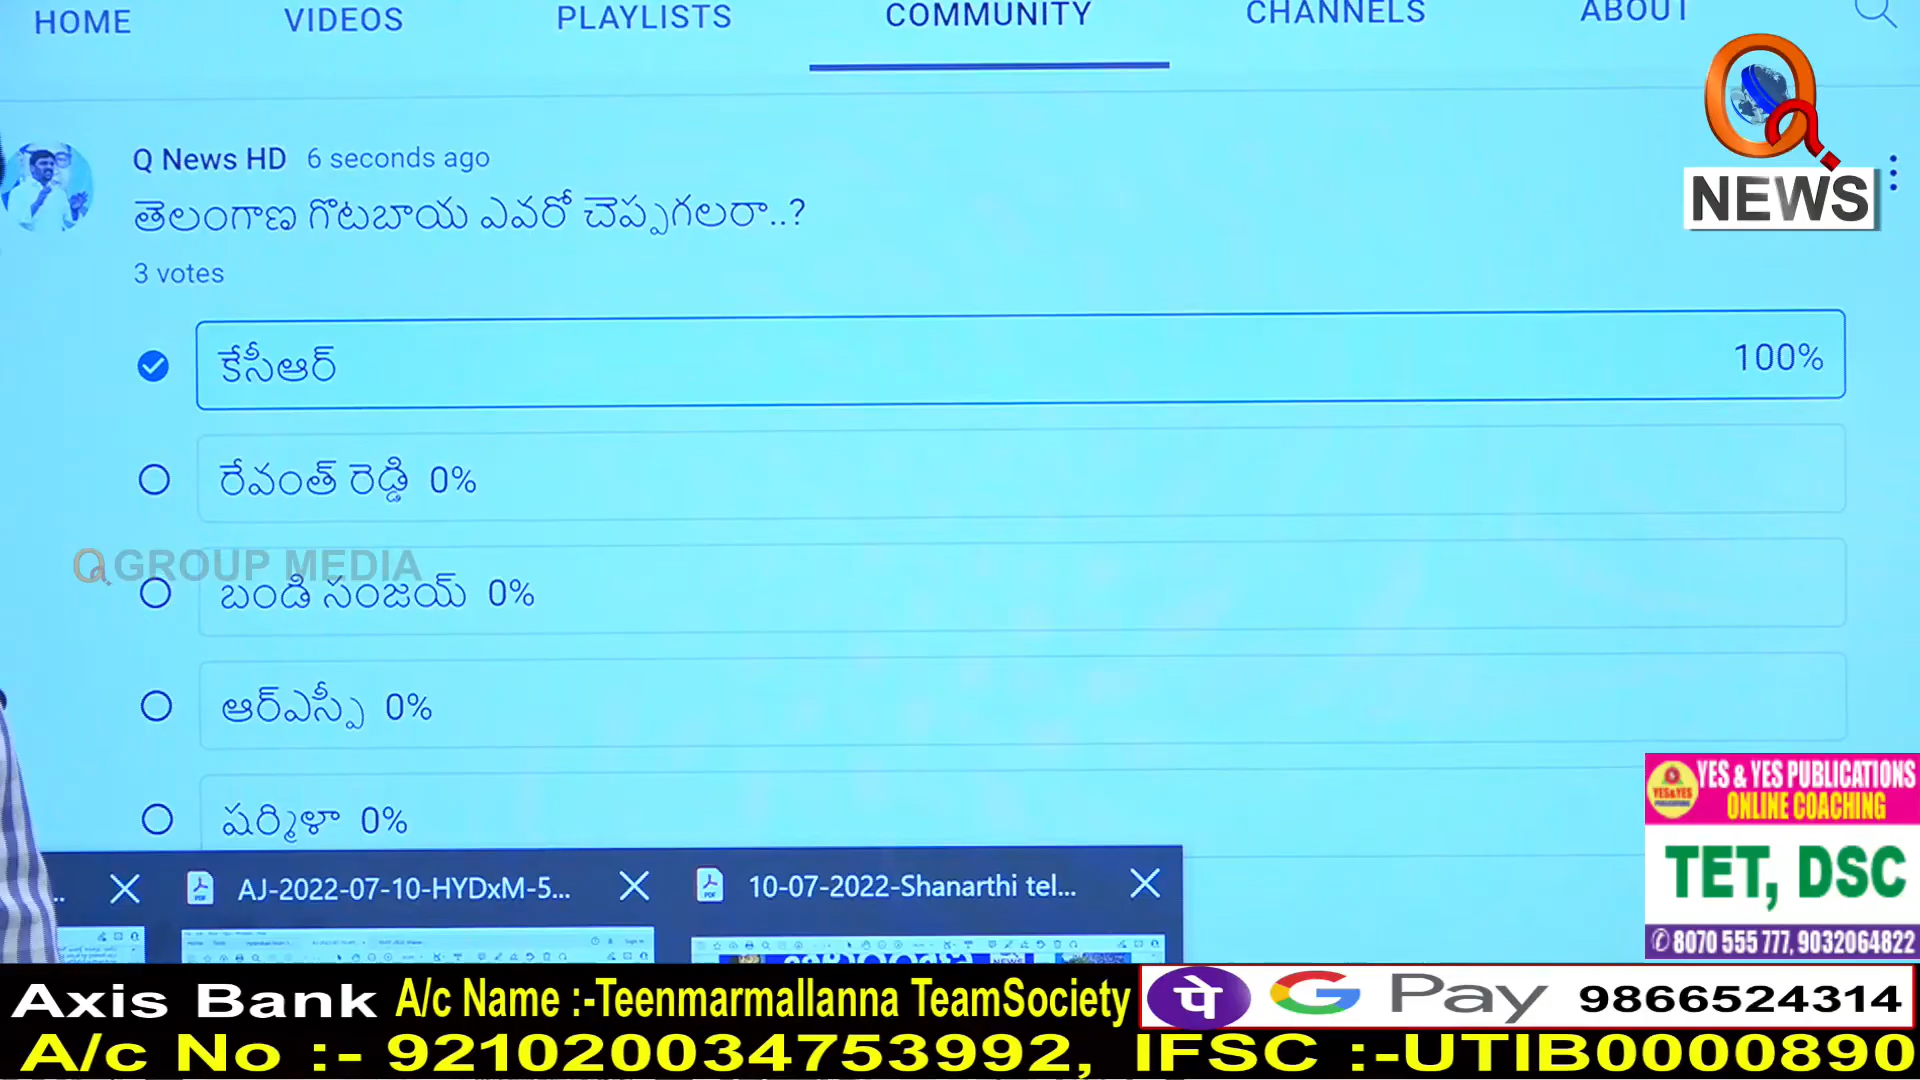 HOME VIDEOS PLAYLISTS COMMUNITY CHANNELS ABOUT
Q NEWS
Q News HD 6 seconds ago
తెలంగాణ గొటబాయ ఎవరో చెప్పగలరా..?
3 votes
కేసీఆర్ 100%
రేవంత్ రెడ్డి 0%
Q GROUP MEDIA
బండి సంజయ్ 0%
ఆర్ఎస్పీ 0%
షర్మిళా 0%
YES & YES PUBLICATIONS
ONLINE COACHING
TET, DSC
8070 555 777, 9032064822
AJ-2022-07-10-HYDxM-5...
10-07-2022-Shanarthi tel...
Axis Bank A/c Name :-Teenmarmallanna TeamSociety
पे G Pay 9866524314
A/c No :- 921020034753992, IFSC :-UTIB0000890